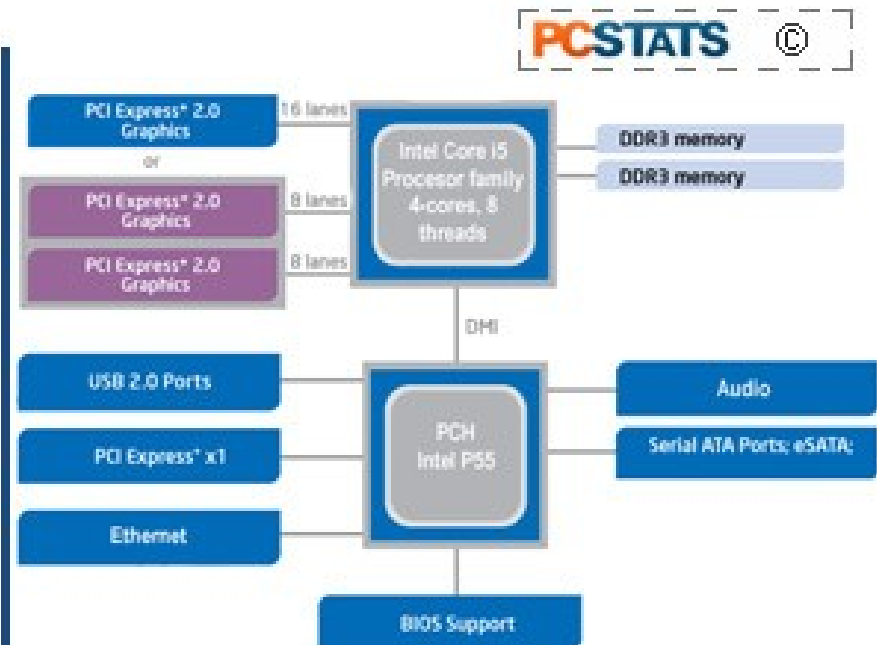 PCSTATS ©
PCI Express* 2.0
Graphics
16 lanes
or
PCI Express* 2.0
Graphics
8 lanes
PCI Express* 2.0
Graphics
8 lanes
Intel Core i5
Procesor family
4-cores, 8
threads
DDR3 memory
DDR3 memory
DMI
USB 2.0 Ports
PCI Express* x1
Ethernet
PCH
Intel P55
Audio
Serial ATA Ports; eSATA;
BIOS Support